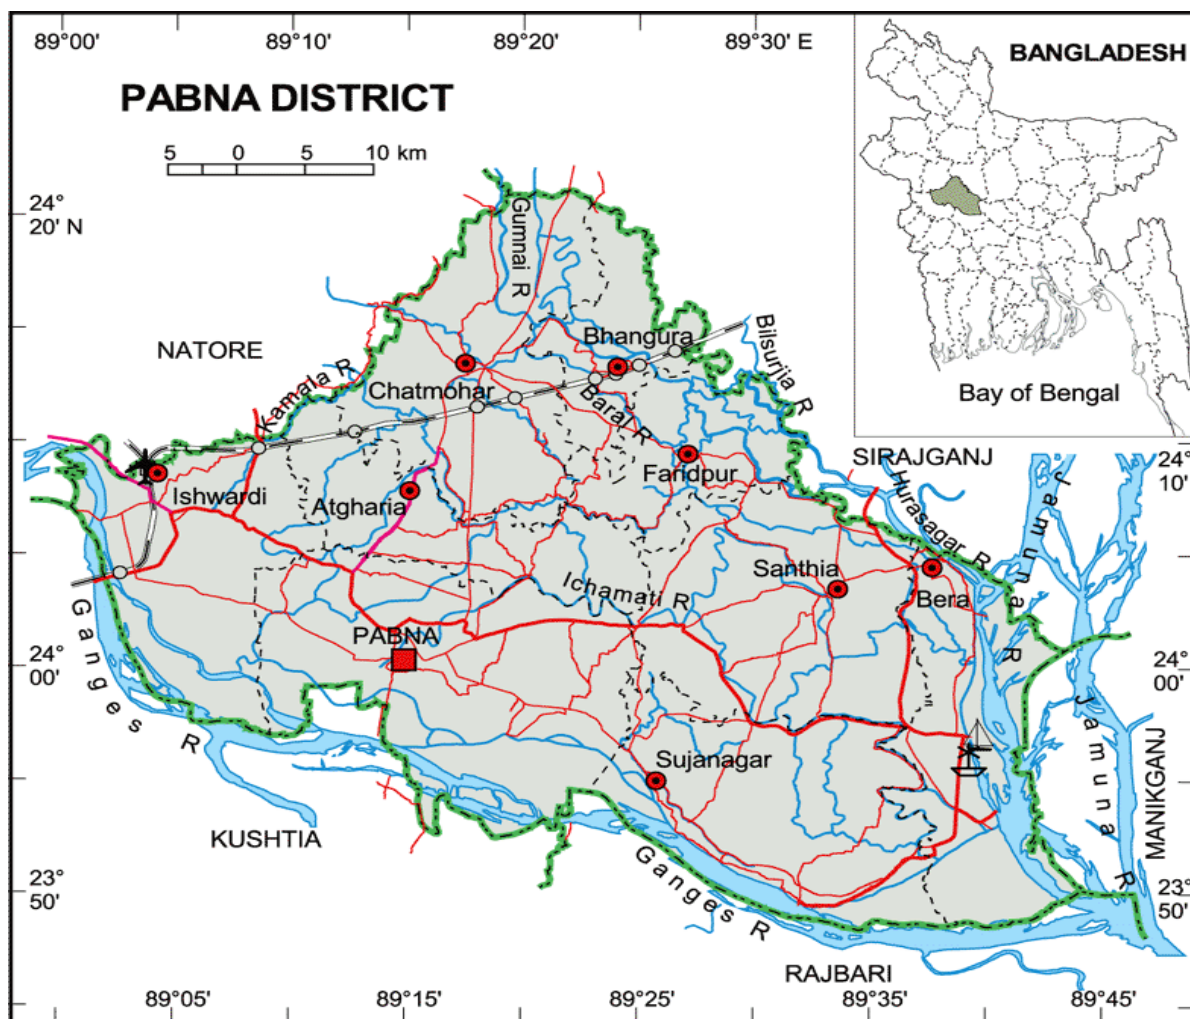 89°00'
89°10'
89°20'
89°30' E
BANGLADESH
PABNA DISTRICT
5 0 5 10 km
24°
20' N
Gumnai R
NATORE
Bhangura
Bilsurjia R
Kamala R
Chatmohar
Baral R
Bay of Bengal
SIRAJGANJ
24°
10'
Ishwardi
Atgharia
Faridpur
Hurasagar R
Jamuna R
Santhia
Bera
Ichamati R
Ganges R
PABNA
24°
00'
24°
00'
Jamuna R
MANIKGANJ
Sujanagar
KUSHTIA
Ganges R
23°
50'
23°
50'
RAJBARI
89°05'
89°15'
89°25'
89°35'
89°45'